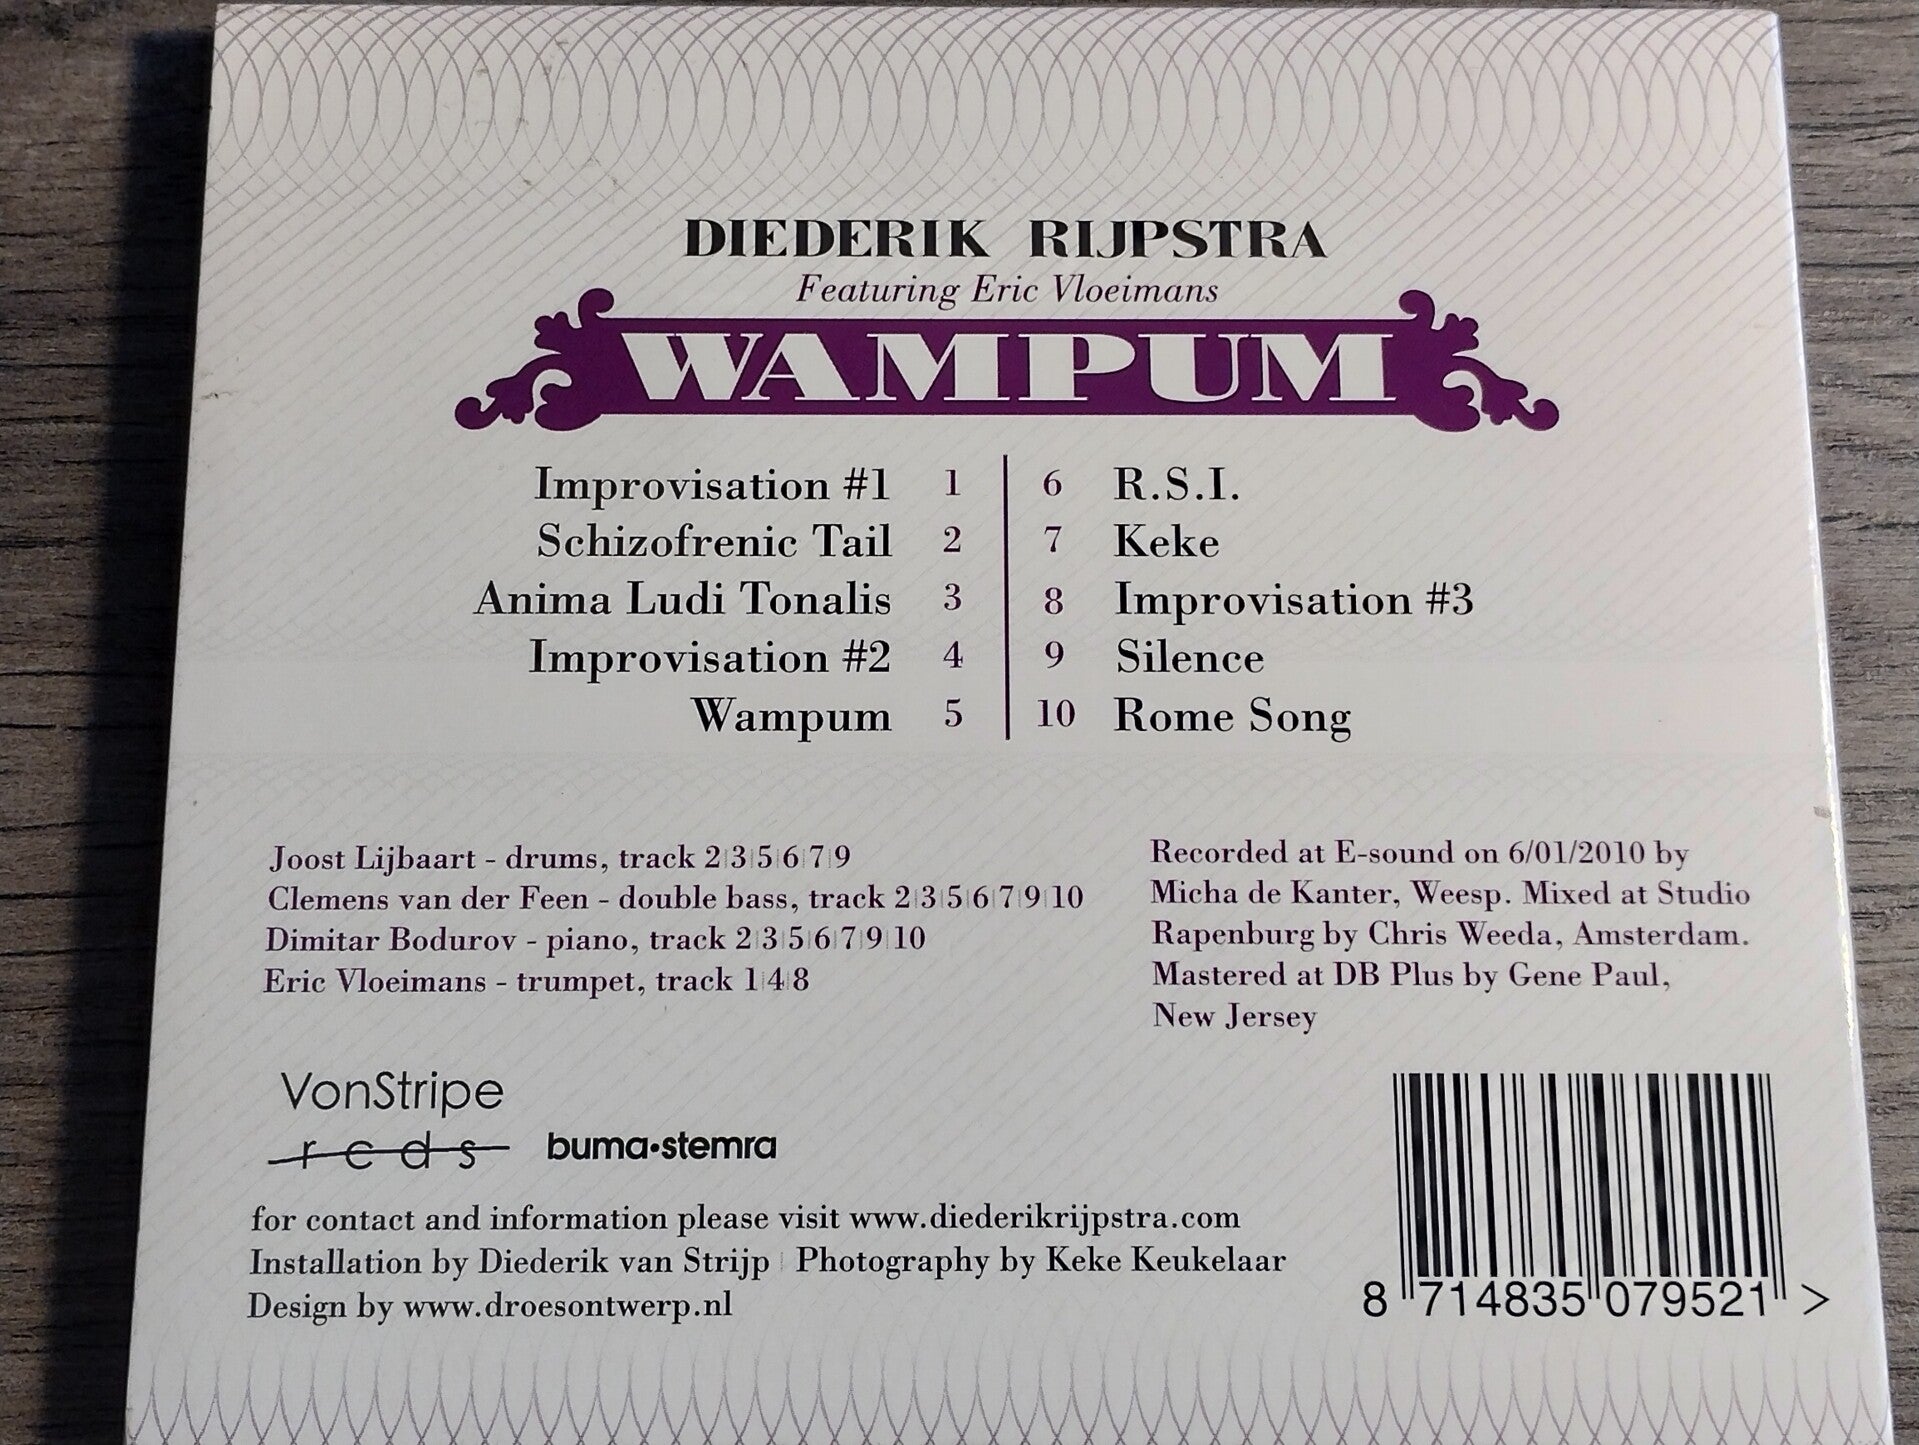 DIEDERIK RIJPSTRA
Featuring Eric Vloeimans
WAMPUM
Improvisation #1 1
Schizofrenic Tail 2
Anima Ludi Tonalis 3
Improvisation #2 4
Wampum 5
6 R.S.I.
7 Keke
8 Improvisation #3
9 Silence
10 Rome Song
Joost Lijbaart - drums, track 2|3|5|6|7|9
Clemens van der Feen - double bass, track 2|3|5|6|7|9|10
Dimitar Bodurov - piano, track 2|3|5|6|7|9|10
Eric Vloeimans - trumpet, track 1|4|8
Recorded at E-sound on 6/01/2010 by
Micha de Kanter, Weesp. Mixed at Studio
Rapenburg by Chris Weeda, Amsterdam.
Mastered at DB Plus by Gene Paul,
New Jersey
VonStripe
rcds
buma•stemra
for contact and information please visit www.diederikrijpstra.com
Installation by Diederik van Strijp | Photography by Keke Keukelaar
Design by www.droesontwerp.nl
8 714835 079521 >